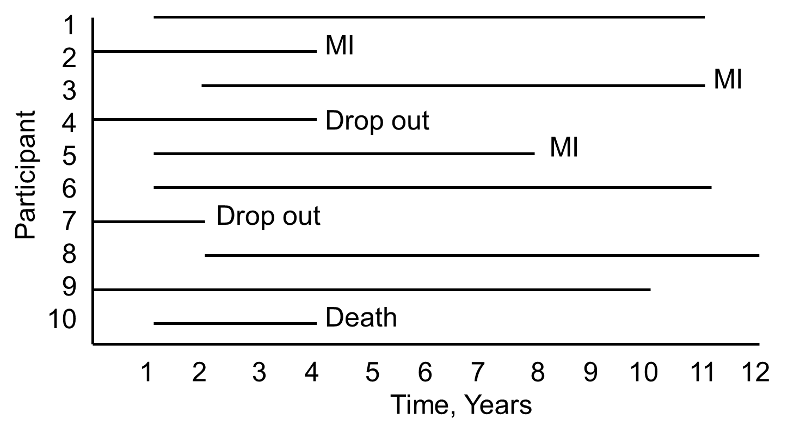 1
2 MI
3 MI
4 Drop out
5 MI
6
7 Drop out
8
9
10 Death
Participant
1 2 3 4 5 6 7 8 9 10 11 12
Time, Years